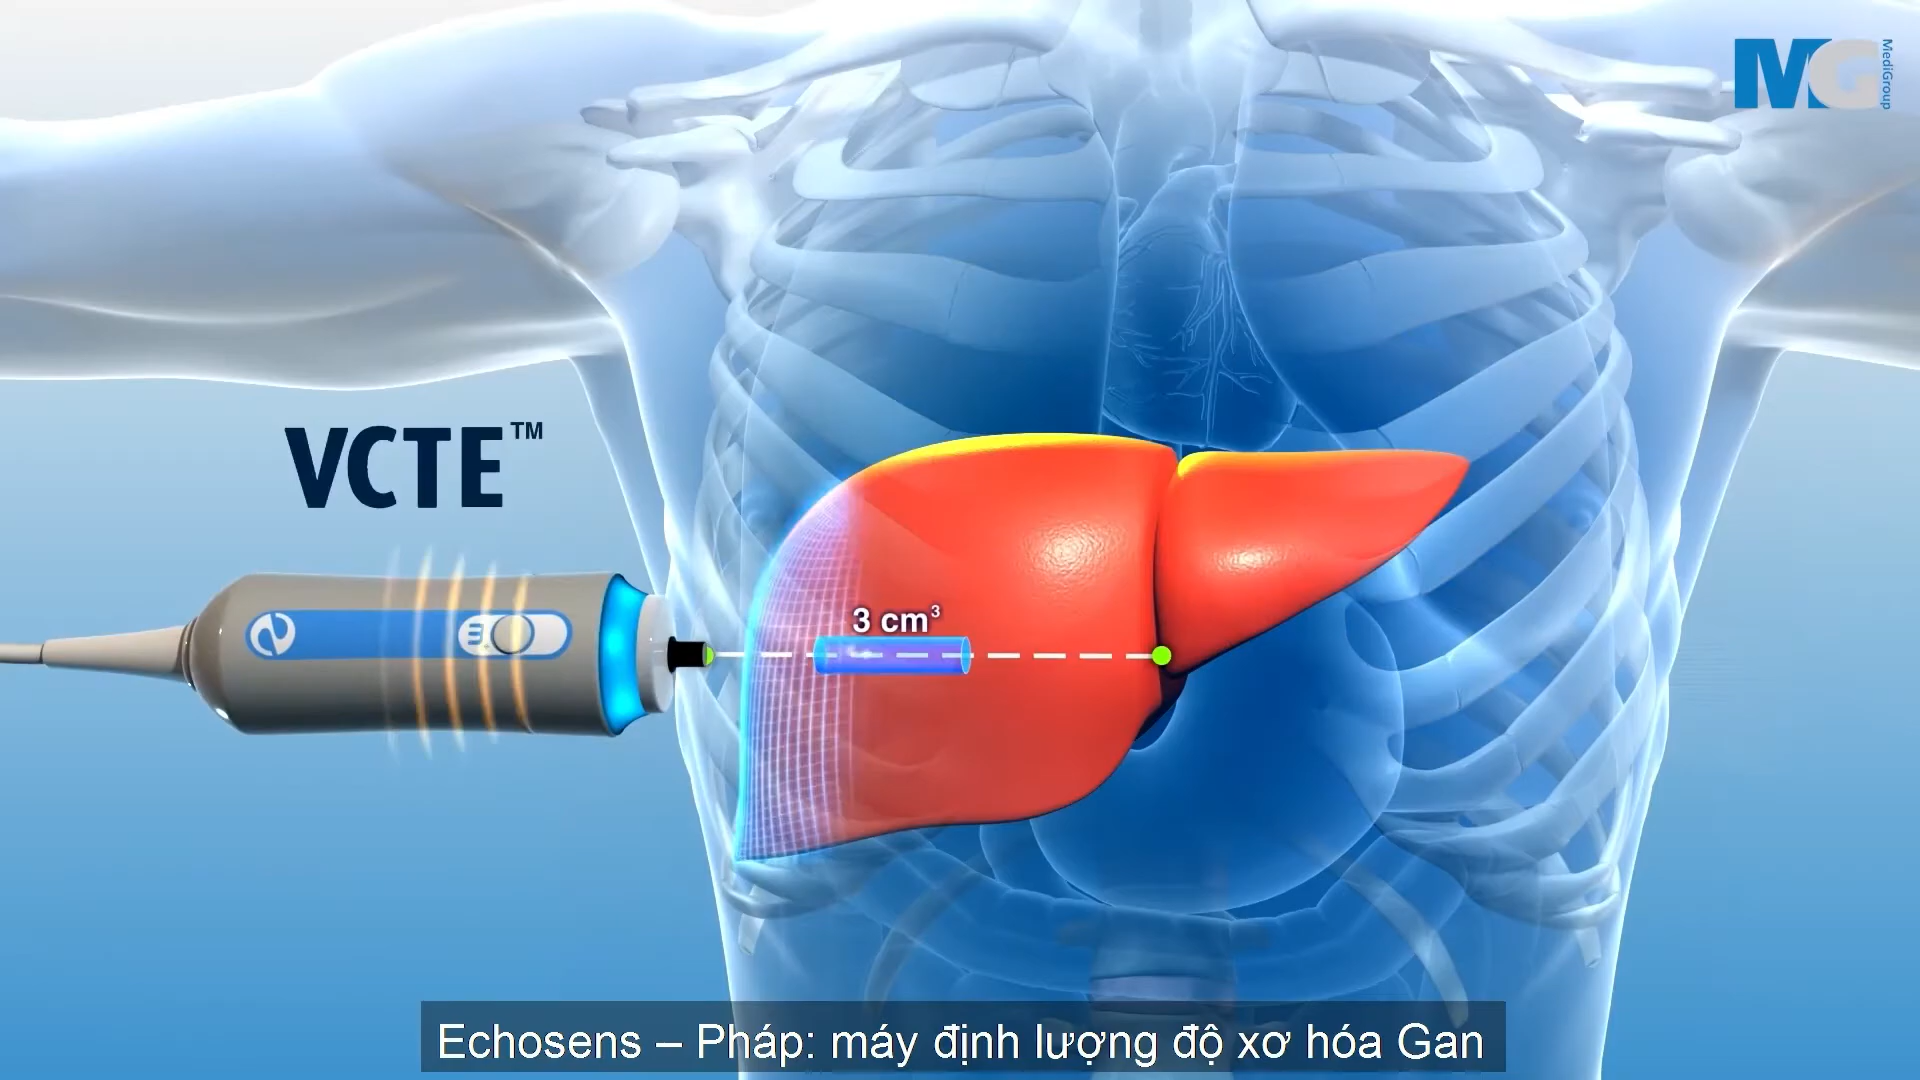 MG
MediGroup
VCTE™
m
3 cm³
Echosens – Pháp: máy định lượng độ xơ hóa Gan